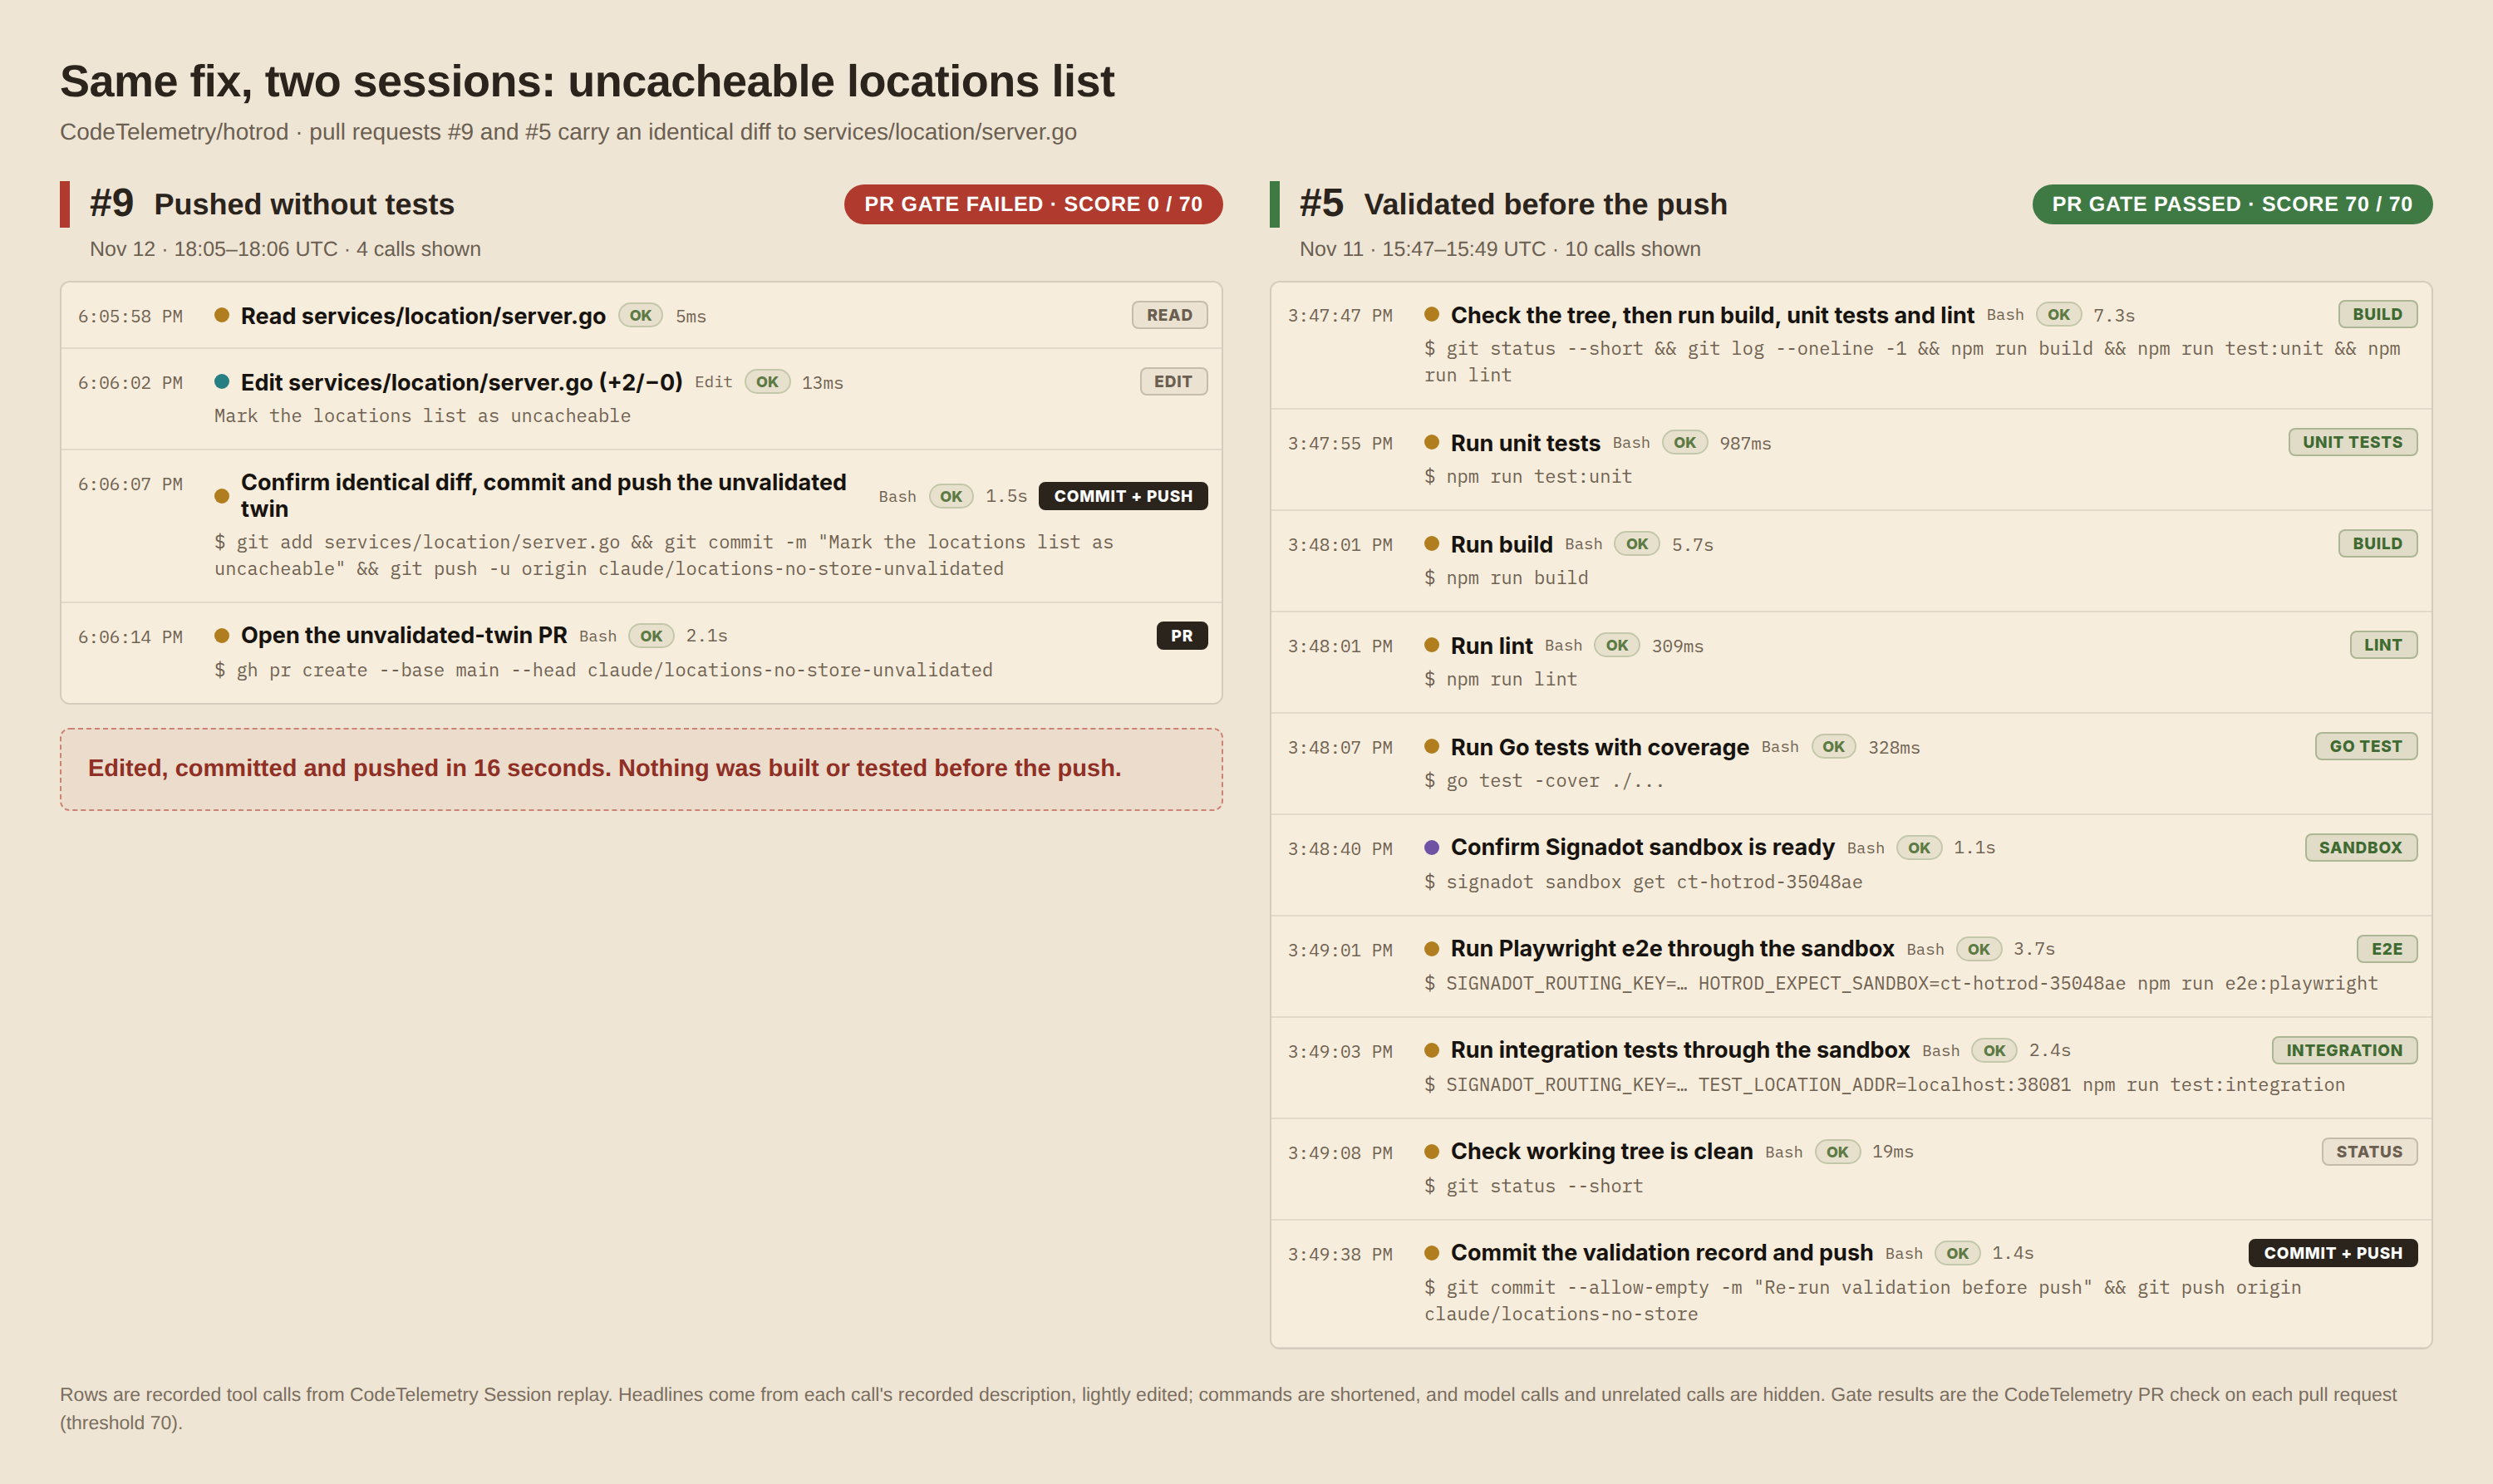 Same fix, two sessions: uncacheable locations list
CodeTelemetry/hotrod · pull requests #9 and #5 carry an identical diff to services/location/server.go
#9 Pushed without tests PR GATE FAILED · SCORE 0 / 70
Nov 12 · 18:05–18:06 UTC · 4 calls shown
6:05:58 PM Read services/location/server.go OK 5ms READ
6:06:02 PM Edit services/location/server.go (+2/−0) Edit OK 13ms EDIT
Mark the locations list as uncacheable
6:06:07 PM Confirm identical diff, commit and push the unvalidated
twin Bash OK 1.5s COMMIT + PUSH
$ git add services/location/server.go && git commit -m "Mark the locations list as
uncacheable" && git push -u origin claude/locations-no-store-unvalidated
6:06:14 PM Open the unvalidated-twin PR Bash OK 2.1s PR
$ gh pr create --base main --head claude/locations-no-store-unvalidated
Edited, committed and pushed in 16 seconds. Nothing was built or tested before the push.
#5 Validated before the push PR GATE PASSED · SCORE 70 / 70
Nov 11 · 15:47–15:49 UTC · 10 calls shown
3:47:47 PM Check the tree, then run build, unit tests and lint Bash OK 7.3s BUILD
$ git status --short && git log --oneline -1 && npm run build && npm run test:unit && npm
run lint
3:47:55 PM Run unit tests Bash OK 987ms UNIT TESTS
$ npm run test:unit
3:48:01 PM Run build Bash OK 5.7s BUILD
$ npm run build
3:48:01 PM Run lint Bash OK 309ms LINT
$ npm run lint
3:48:07 PM Run Go tests with coverage Bash OK 328ms GO TEST
$ go test -cover ./...
3:48:40 PM Confirm Signadot sandbox is ready Bash OK 1.1s SANDBOX
$ signadot sandbox get ct-hotrod-35048ae
3:49:01 PM Run Playwright e2e through the sandbox Bash OK 3.7s E2E
$ SIGNADOT_ROUTING_KEY=… HOTROD_EXPECT_SANDBOX=ct-hotrod-35048ae npm run e2e:playwright
3:49:03 PM Run integration tests through the sandbox Bash OK 2.4s INTEGRATION
$ SIGNADOT_ROUTING_KEY=… TEST_LOCATION_ADDR=localhost:38081 npm run test:integration
3:49:08 PM Check working tree is clean Bash OK 19ms STATUS
$ git status --short
3:49:38 PM Commit the validation record and push Bash OK 1.4s COMMIT + PUSH
$ git commit --allow-empty -m "Re-run validation before push" && git push origin
claude/locations-no-store
Rows are recorded tool calls from CodeTelemetry Session replay. Headlines come from each call's recorded description, lightly edited; commands are shortened, and model calls and unrelated calls are hidden. Gate results are the CodeTelemetry PR check on each pull request
(threshold 70).